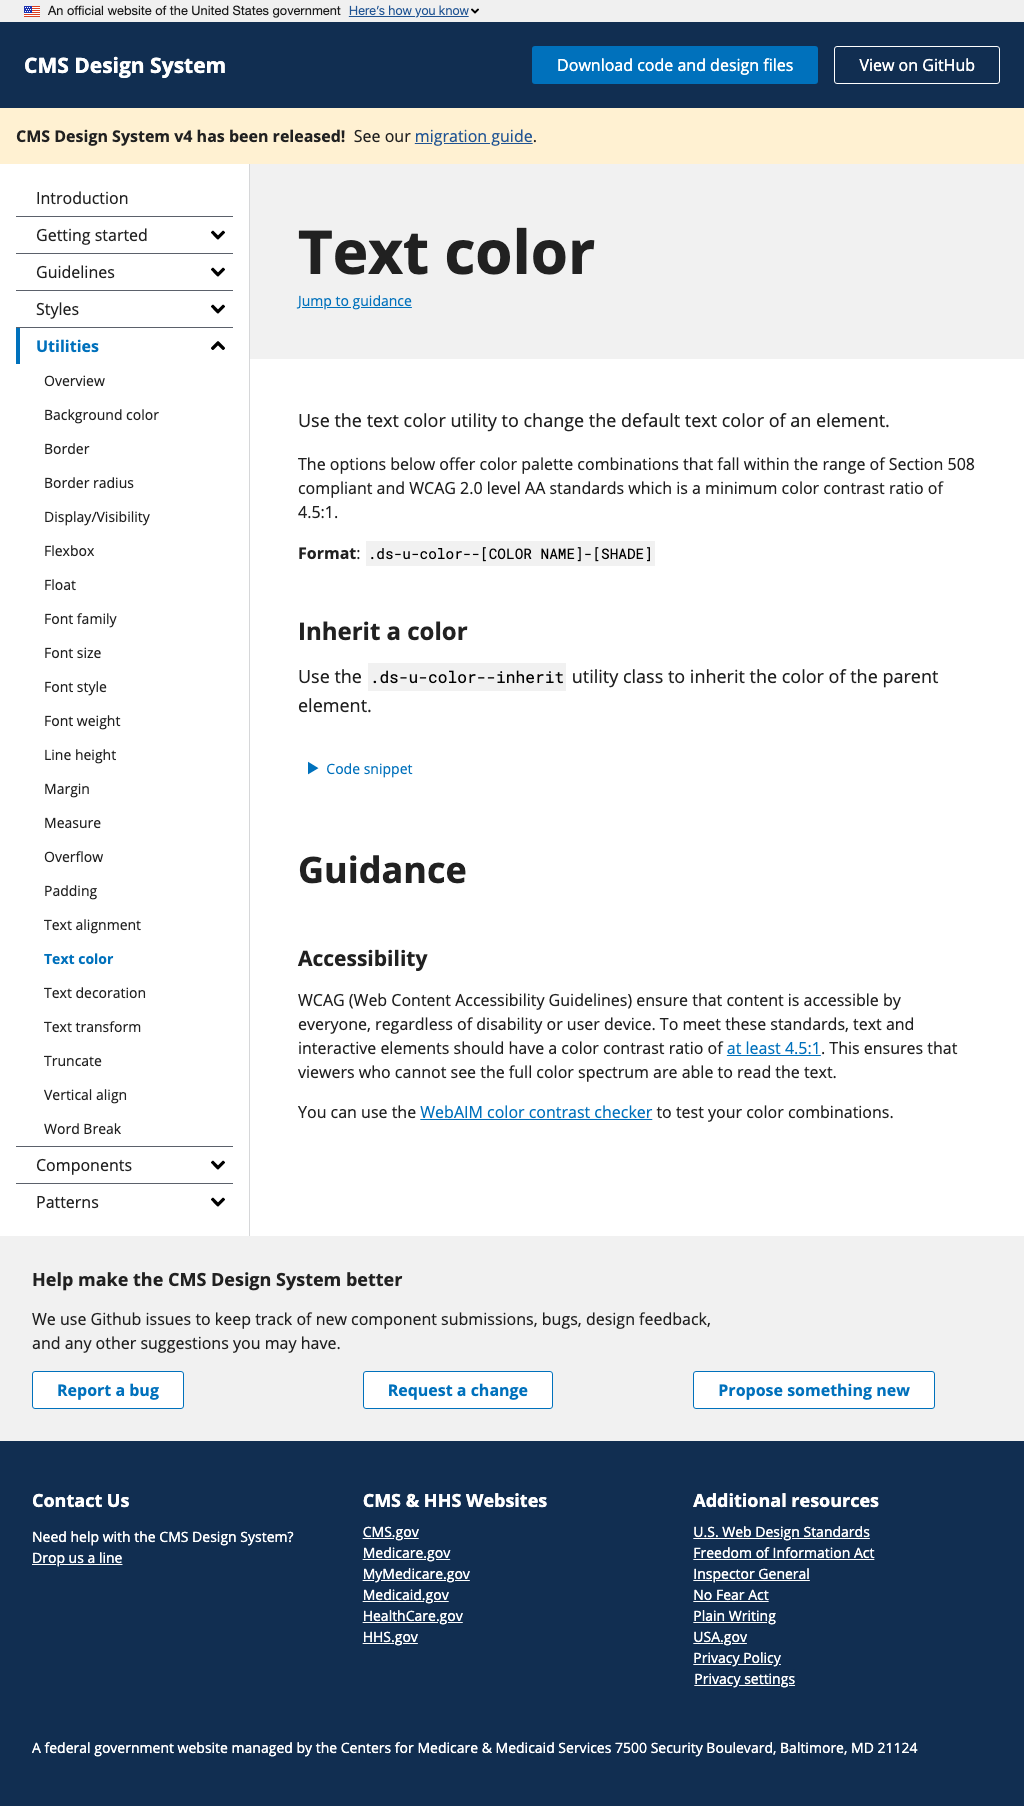 An official website of the United States government Here's how you know
CMS Design System
Download code and design files
View on GitHub
CMS Design System v4 has been released! See our migration guide.
Introduction
Getting started
Guidelines
Styles
Utilities
Overview
Background color
Border
Border radius
Display/Visibility
Flexbox
Float
Font family
Font size
Font style
Font weight
Line height
Margin
Measure
Overflow
Padding
Text alignment
Text color
Text decoration
Text transform
Truncate
Vertical align
Word Break
Components
Patterns
Text color
Jump to guidance
Use the text color utility to change the default text color of an element.
The options below offer color palette combinations that fall within the range of Section 508
compliant and WCAG 2.0 level AA standards which is a minimum color contrast ratio of
4.5:1.
Format: .ds-u-color--[COLOR NAME]-[SHADE]
Inherit a color
Use the .ds-u-color--inherit utility class to inherit the color of the parent
element.
Code snippet
Guidance
Accessibility
WCAG (Web Content Accessibility Guidelines) ensure that content is accessible by
everyone, regardless of disability or user device. To meet these standards, text and
interactive elements should have a color contrast ratio of at least 4.5:1. This ensures that
viewers who cannot see the full color spectrum are able to read the text.
You can use the WebAIM color contrast checker to test your color combinations.
Help make the CMS Design System better
We use Github issues to keep track of new component submissions, bugs, design feedback,
and any other suggestions you may have.
Report a bug
Request a change
Propose something new
Contact Us
Need help with the CMS Design System?
Drop us a line
CMS & HHS Websites
CMS.gov
Medicare.gov
MyMedicare.gov
Medicaid.gov
HealthCare.gov
HHS.gov
Additional resources
U.S. Web Design Standards
Freedom of Information Act
Inspector General
No Fear Act
Plain Writing
USA.gov
Privacy Policy
Privacy settings
A federal government website managed by the Centers for Medicare & Medicaid Services 7500 Security Boulevard, Baltimore, MD 21124